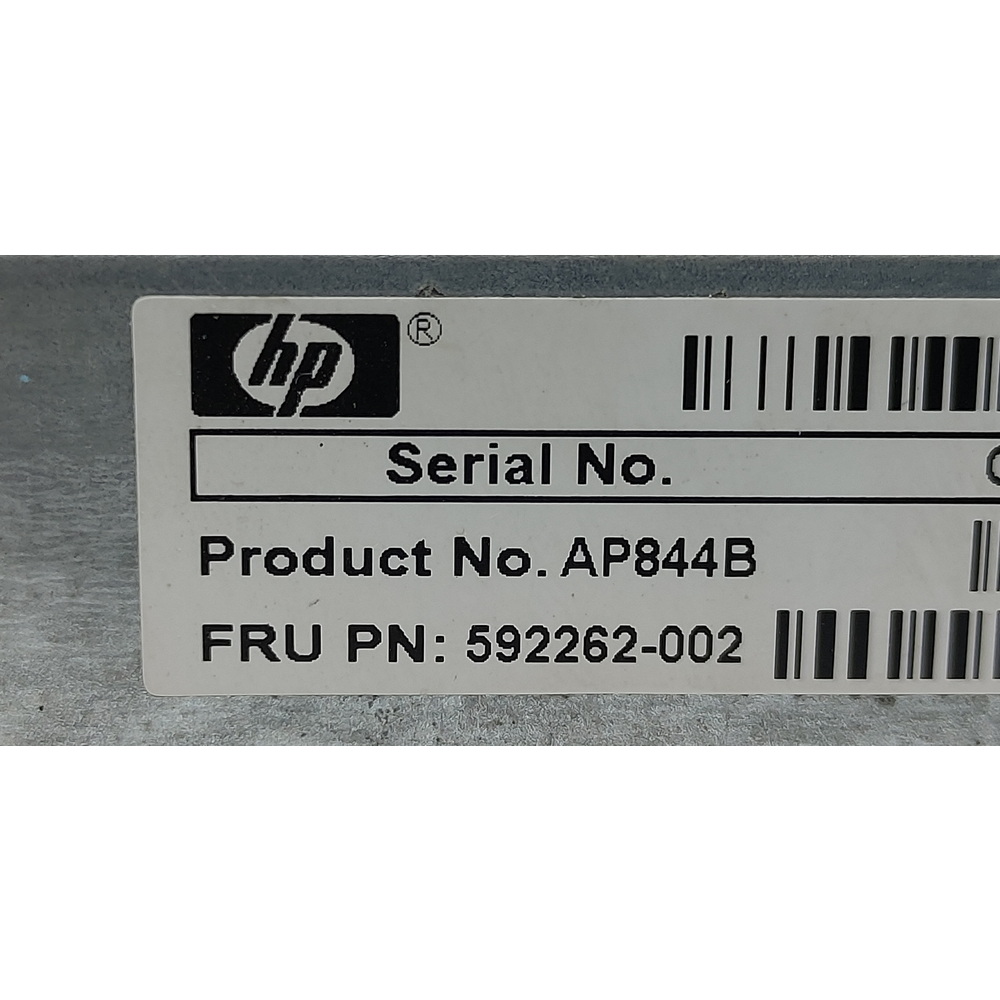 hp ®
Serial No.
Product No. AP844B
FRU PN: 592262-002